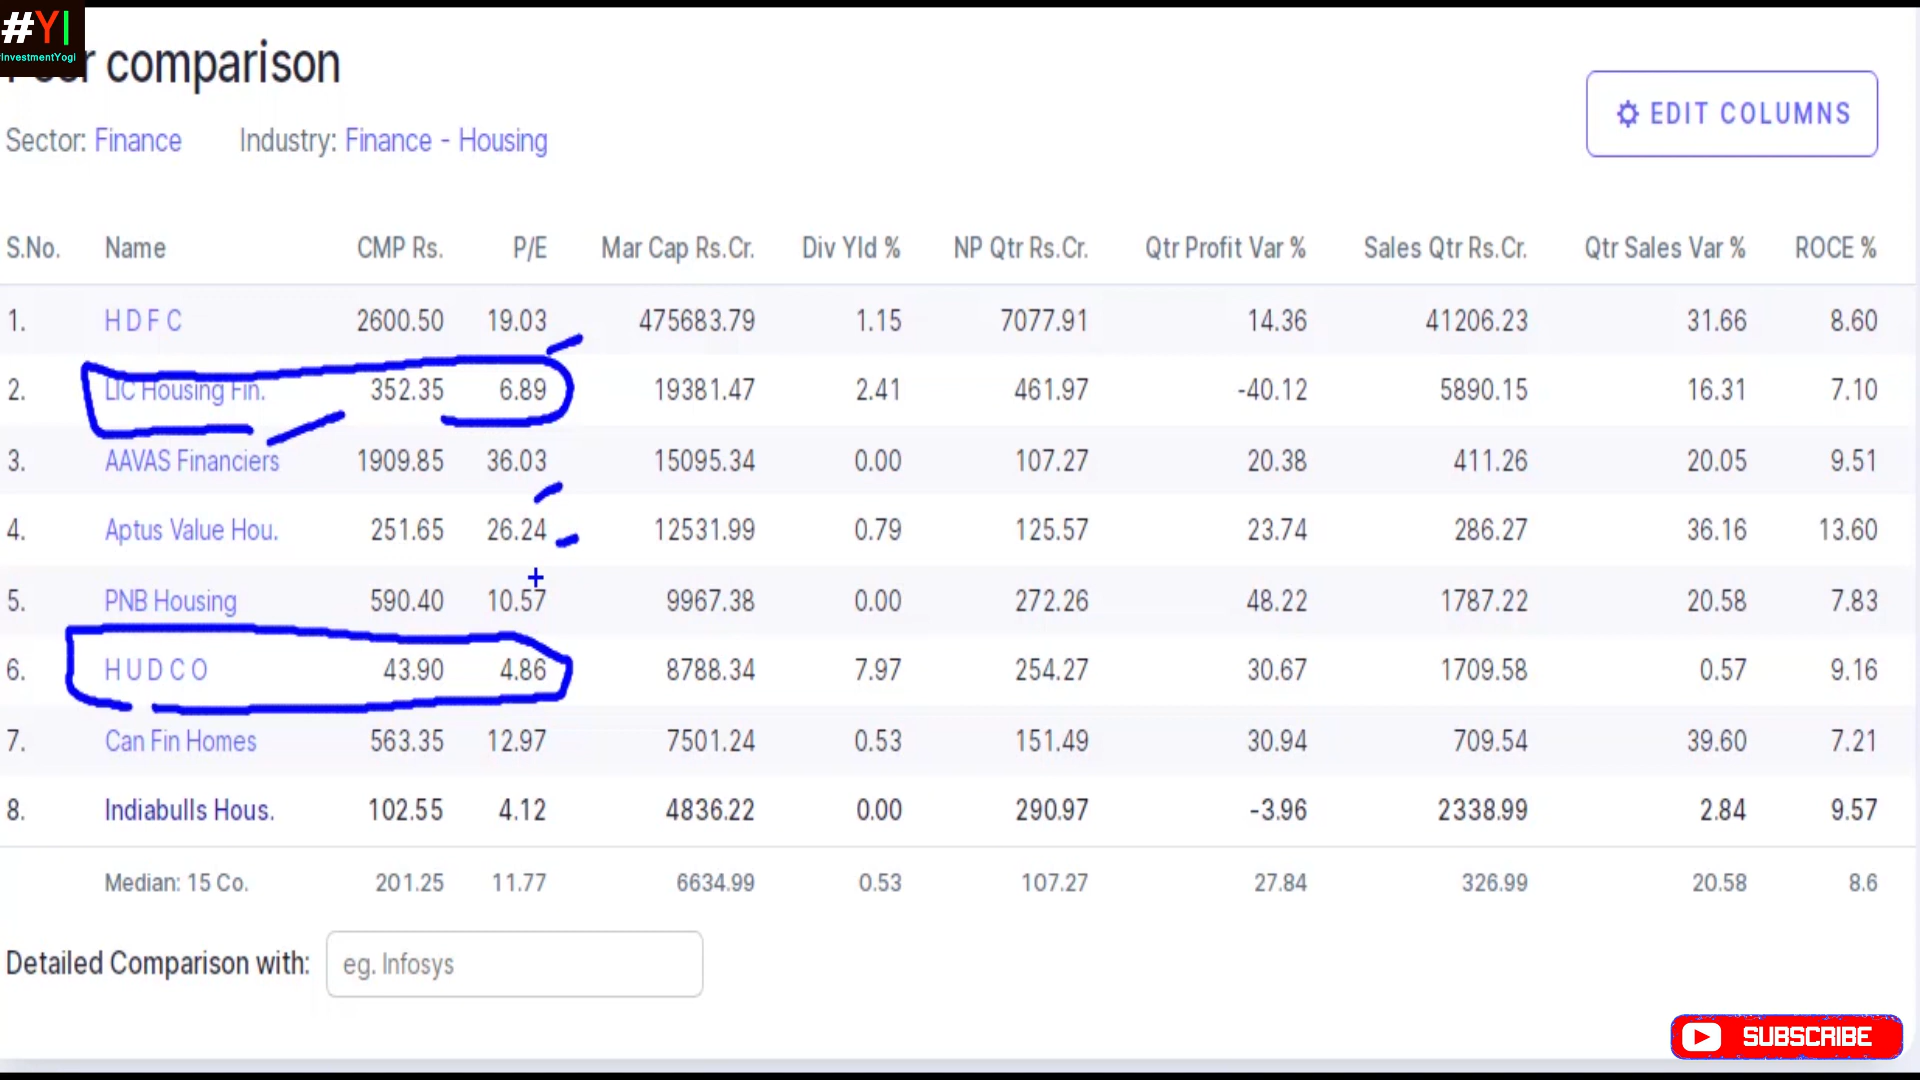 #YI
InvestmentYogi
Peer comparison
Sector: Finance Industry: Finance - Housing
EDIT COLUMNS
S.No. Name CMP Rs. P/E Mar Cap Rs.Cr. Div Yld % NP Qtr Rs.Cr. Qtr Profit Var % Sales Qtr Rs.Cr. Qtr Sales Var % ROCE %
1. H D F C 2600.50 19.03 475683.79 1.15 7077.91 14.36 41206.23 31.66 8.60
2. LIC Housing Fin. 352.35 6.89 19381.47 2.41 461.97 -40.12 5890.15 16.31 7.10
3. AAVAS Financiers 1909.85 36.03 15095.34 0.00 107.27 20.38 411.26 20.05 9.51
4. Aptus Value Hou. 251.65 26.24 12531.99 0.79 125.57 23.74 286.27 36.16 13.60
5. PNB Housing 590.40 10.57 9967.38 0.00 272.26 48.22 1787.22 20.58 7.83
6. H U D C O 43.90 4.86 8788.34 7.97 254.27 30.67 1709.58 0.57 9.16
7. Can Fin Homes 563.35 12.97 7501.24 0.53 151.49 30.94 709.54 39.60 7.21
8. Indiabulls Hous. 102.55 4.12 4836.22 0.00 290.97 -3.96 2338.99 2.84 9.57
Median: 15 Co. 201.25 11.77 6634.99 0.53 107.27 27.84 326.99 20.58 8.6
Detailed Comparison with: eg. Infosys
SUBSCRIBE